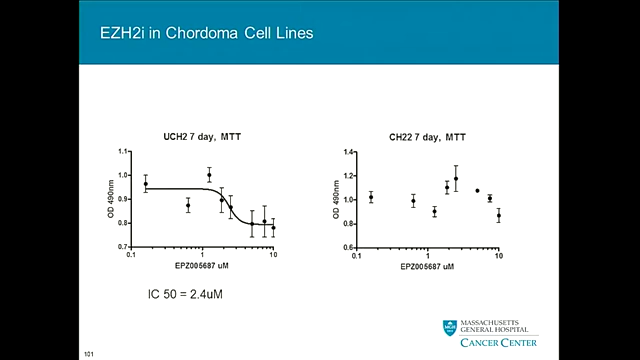 EZH2i in Chordoma Cell Lines
UCH2 7 day, MTT
1.1
1.0
0.9
0.8
0.7
OD 490nm
0.1
1
10
EPZ005687 uM
IC 50 = 2.4uM
CH22 7 day, MTT
1.4
1.2
1.0
0.8
0.6
OD 490nm
0.1
1
10
EPZ005687 uM
MASSACHUSETTS
GENERAL HOSPITAL
CANCER CENTER
101